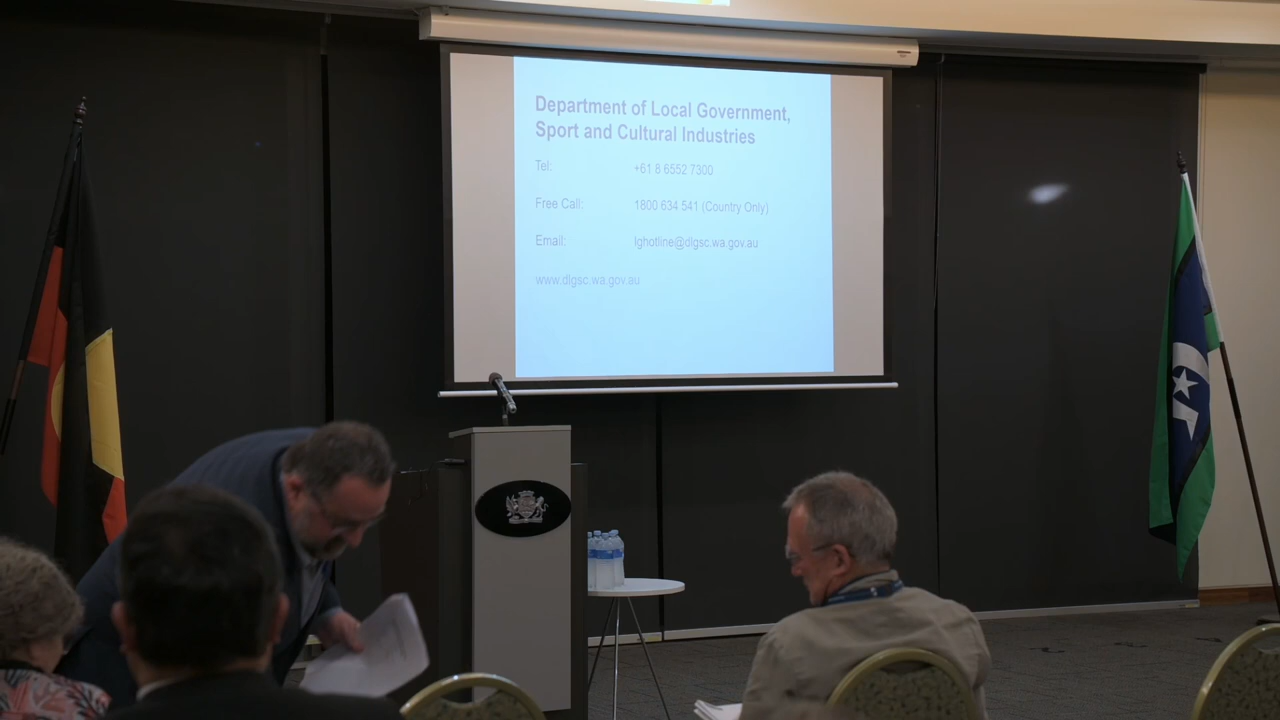 Department of Local Government,
Sport and Cultural Industries
Tel: +61 8 6552 7300
Free Call: 1800 634 541 (Country Only)
Email: lghotline@dlgsc.wa.gov.au
www.dlgsc.wa.gov.au